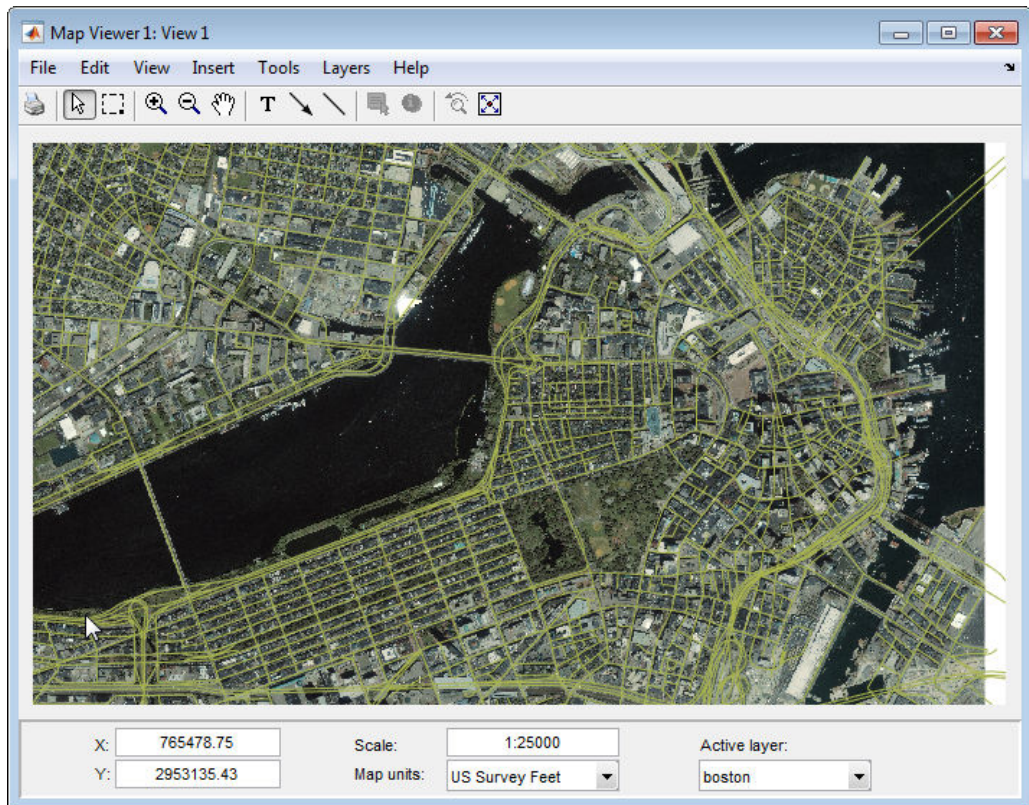 Map Viewer 1: View 1
File Edit View Insert Tools Layers Help
T
X: 765478.75 Scale: 1:25000 Active layer:
Y: 2953135.43 Map units: US Survey Feet boston